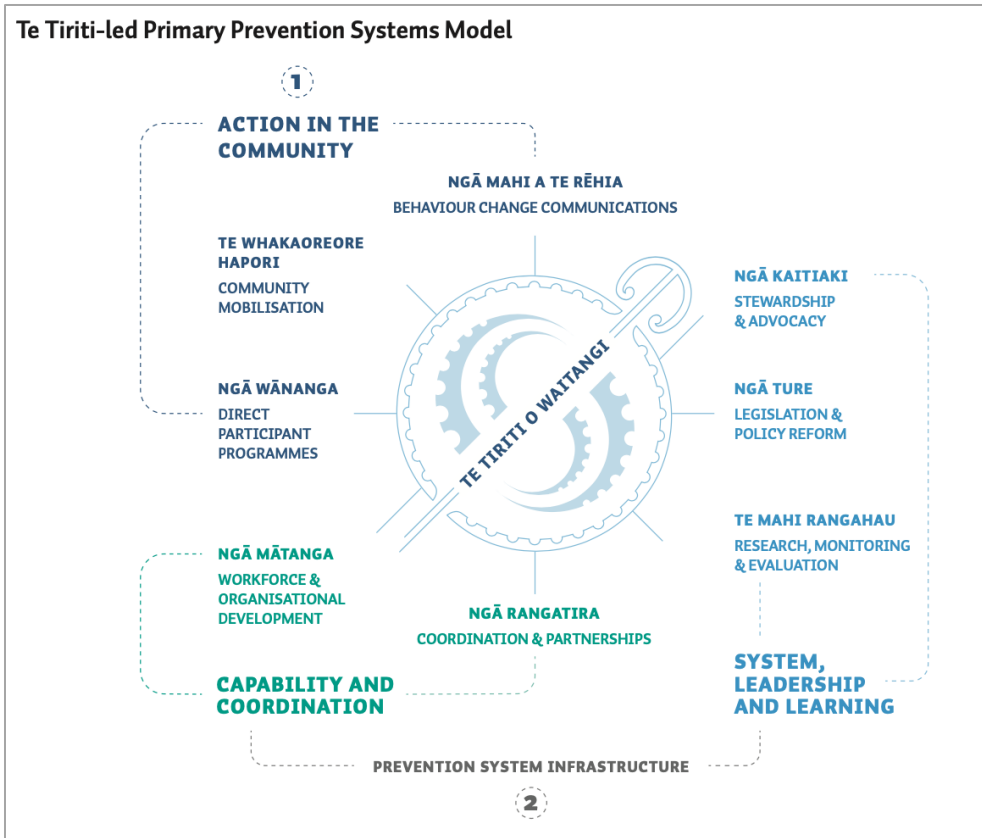 Te Tiriti-led Primary Prevention Systems Model
1
ACTION IN THE
COMMUNITY
NGĀ MAHI A TE RĒHIA
BEHAVIOUR CHANGE COMMUNICATIONS
TE WHAKAOREORE
HAPORI
COMMUNITY
MOBILISATION
NGĀ WĀNANGA
DIRECT
PARTICIPANT
PROGRAMMES
TE TIRITI O WAITANGI
NGĀ KAITIAKI
STEWARDSHIP
& ADVOCACY
NGĀ TURE
LEGISLATION &
POLICY REFORM
TE MAHI RANGAHAU
RESEARCH, MONITORING
& EVALUATION
NGĀ MĀTANGA
WORKFORCE &
ORGANISATIONAL
DEVELOPMENT
NGĀ RANGATIRA
COORDINATION & PARTNERSHIPS
CAPABILITY AND
COORDINATION
SYSTEM,
LEADERSHIP
AND LEARNING
PREVENTION SYSTEM INFRASTRUCTURE
2